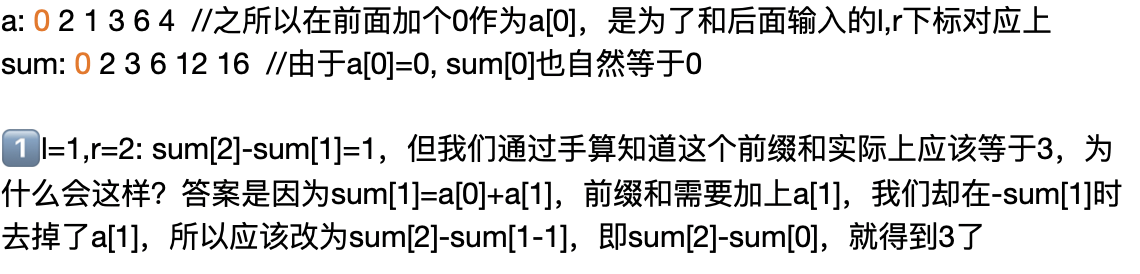 a: 0 2 1 3 6 4 //之所以在前面加个0作为a[0]，是为了和后面输入的l,r下标对应上
sum: 0 2 3 6 12 16 //由于a[0]=0, sum[0]也自然等于0
1️⃣l=1,r=2: sum[2]-sum[1]=1，但我们通过手算知道这个前缀和实际上应该等于3，为
什么会这样？答案是因为sum[1]=a[0]+a[1]，前缀和需要加上a[1]，我们却在-sum[1]时
去掉了a[1]，所以应该改为sum[2]-sum[1-1]，即sum[2]-sum[0]，就得到3了